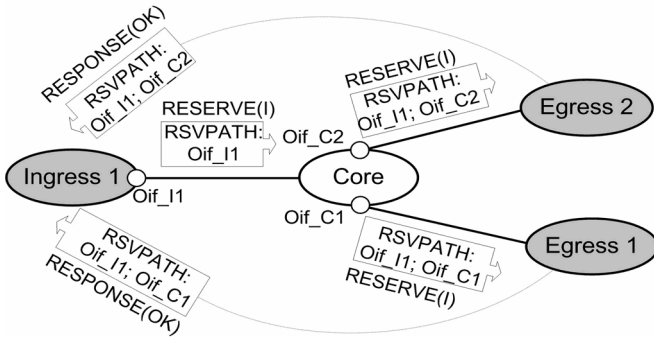 RESPONSE(OK)
RSVPATH:
Oif_I1; Oif_C2
RESERVE(I)
RSVPATH:
Oif_I1
RESERVE(I)
RSVPATH:
Oif_I1; Oif_C2
Egress 2
Oif_C2
Ingress 1
Oif_I1
Core
Oif_C1
Egress 1
RSVPATH:
Oif_I1; Oif_C1
RESERVE(I)
RSVPATH:
Oif_I1; Oif_C1
RESPONSE(OK)